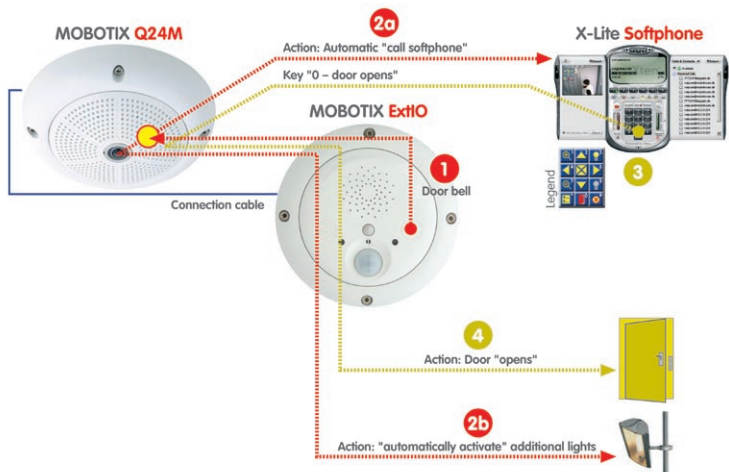 2a
MOBOTIX Q24M
X-Lite Softphone
Action: Automatic "call softphone"
Key "0 – door opens"
MOBOTIX ExtIO
1
Door bell
3
Connection cable
Legend
4
Action: Door "opens"
2b
Action: "automatically activate" additional lights